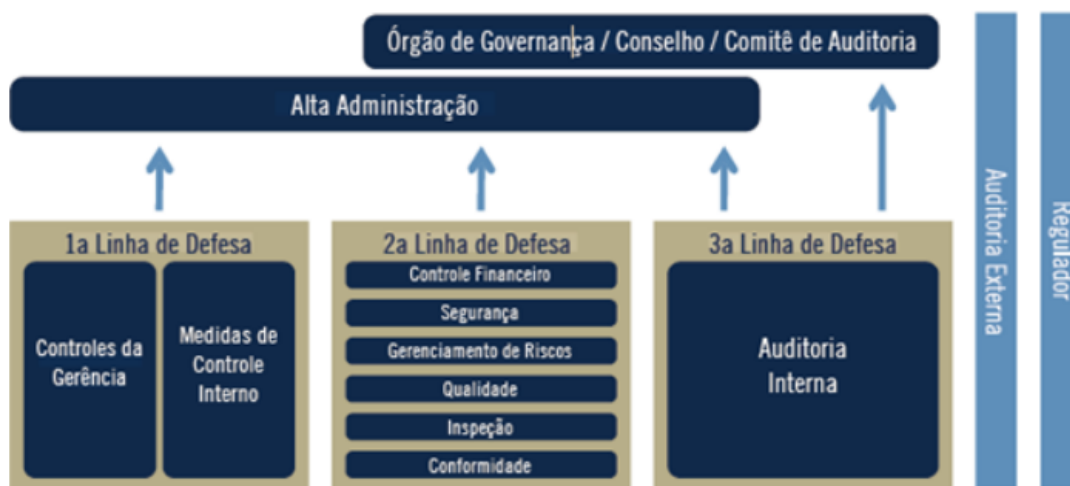 Órgão de Governança / Conselho / Comitê de Auditoria
Alta Administração
1a Linha de Defesa
Controles da
Gerência
Medidas de
Controle
Interno
2a Linha de Defesa
Controle Financeiro
Segurança
Gerenciamento de Riscos
Qualidade
Inspeção
Conformidade
3a Linha de Defesa
Auditoria
Interna
Auditoria Externa
Regulador